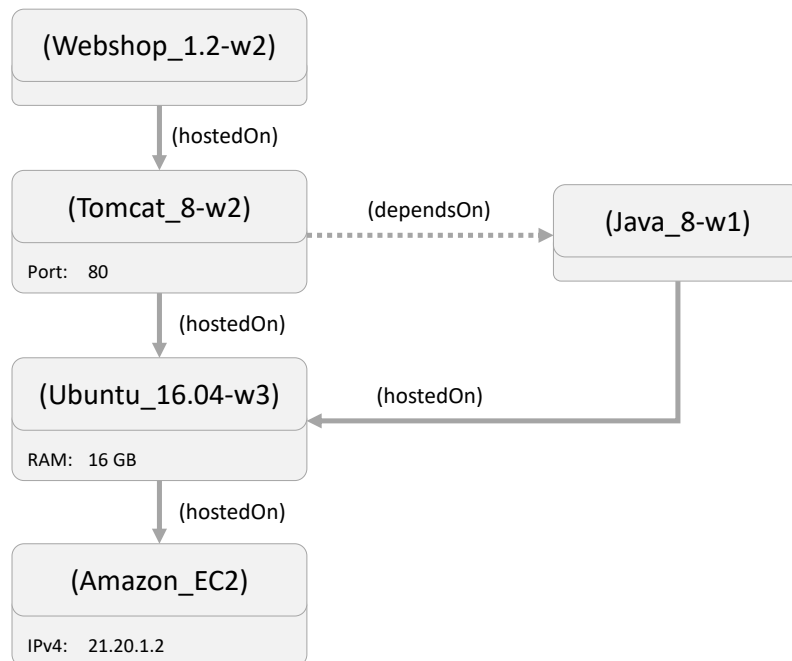 (Webshop_1.2-w2)
(hostedOn)
(Tomcat_8-w2)
Port: 80
(dependsOn)
(Java_8-w1)
(hostedOn)
(Ubuntu_16.04-w3)
RAM: 16 GB
(hostedOn)
(hostedOn)
(Amazon_EC2)
IPv4: 21.20.1.2